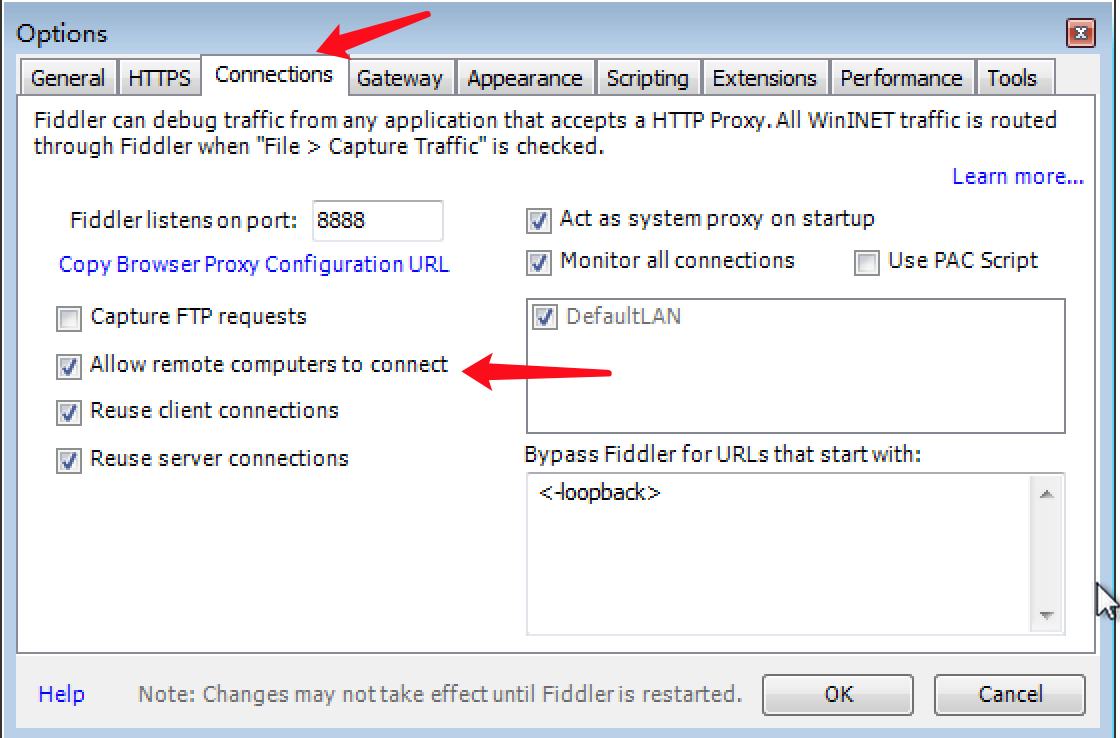 Options
General HTTPS Connections Gateway Appearance Scripting Extensions Performance Tools
Fiddler can debug traffic from any application that accepts a HTTP Proxy. All WinINET traffic is routed
through Fiddler when "File > Capture Traffic" is checked.
Learn more...
Fiddler listens on port: 8888
Copy Browser Proxy Configuration URL
Capture FTP requests
Allow remote computers to connect
Reuse client connections
Reuse server connections
Act as system proxy on startup
Monitor all connections Use PAC Script
DefaultLAN
Bypass Fiddler for URLs that start with:
<-loopback>
Help Note: Changes may not take effect until Fiddler is restarted. OK Cancel